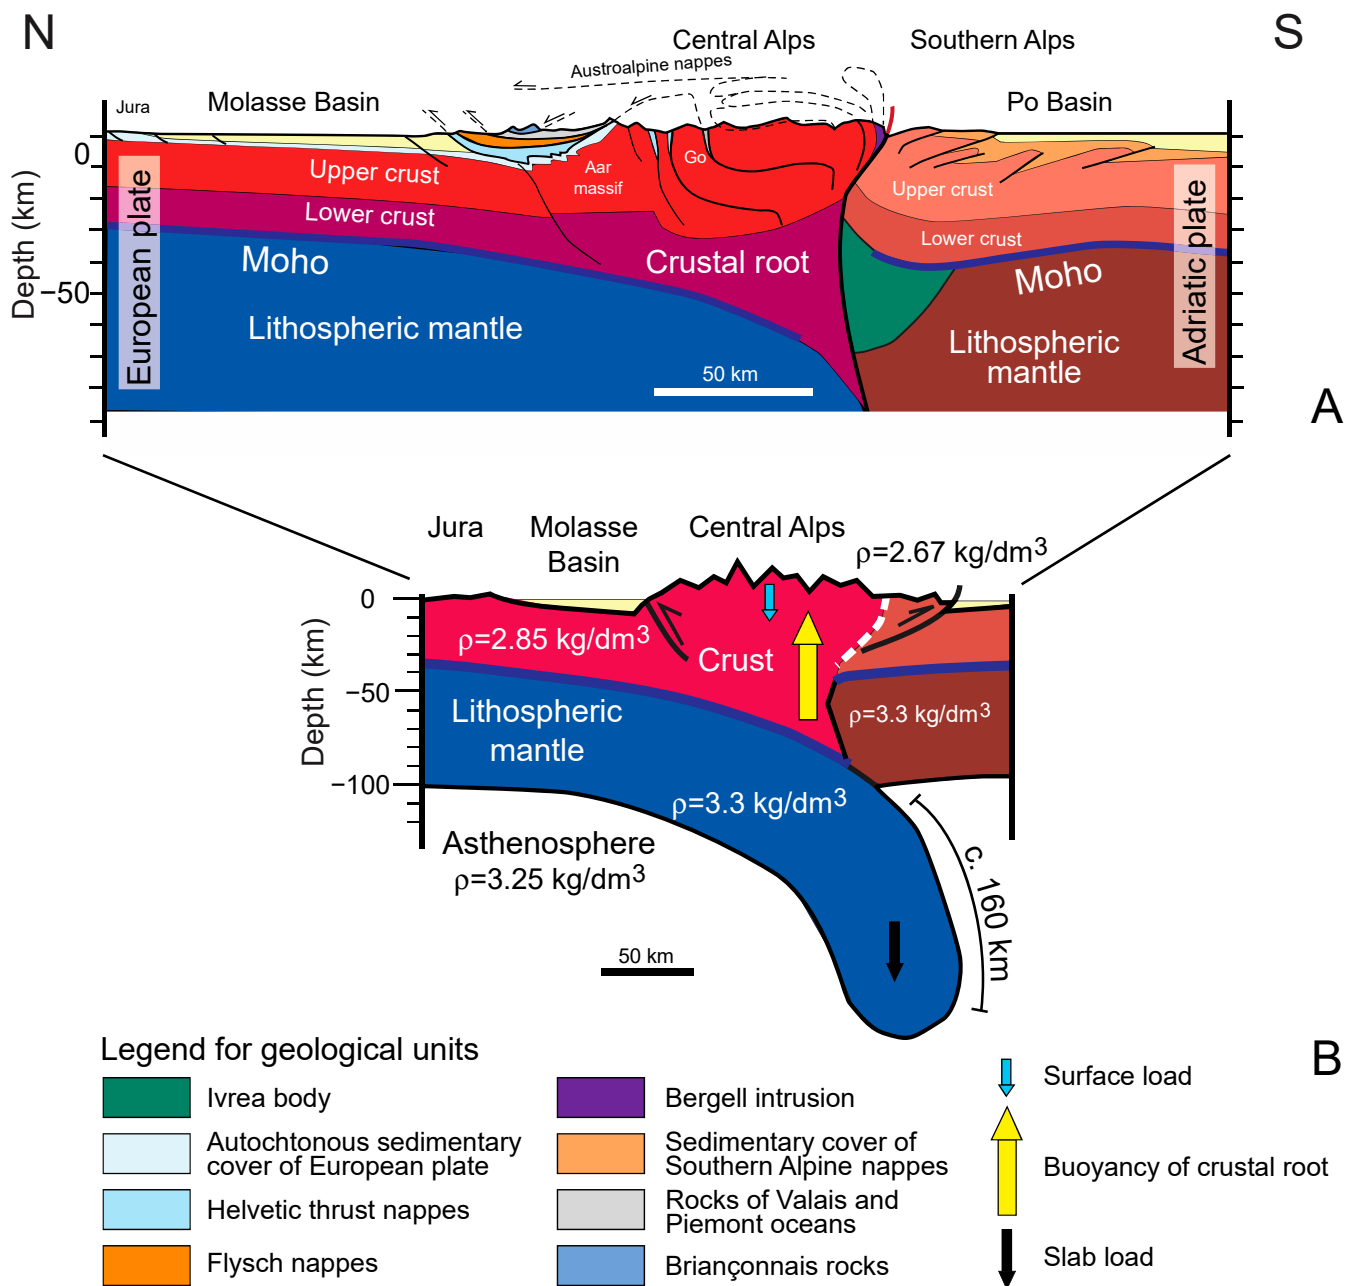 N
S
Central Alps
Southern Alps
Austroalpine nappes
Jura
Molasse Basin
Po Basin
0
−50
Depth (km)
European plate
Upper crust
Lower crust
Moho
Lithospheric mantle
Aar
massif
Go
Crustal root
50 km
Upper crust
Lower crust
Moho
Lithospheric
mantle
Adriatic plate
A
Jura
Molasse
Basin
Central Alps
ρ=2.67 kg/dm3
0
−50
−100
Depth (km)
ρ=2.85 kg/dm3
Crust
Lithospheric
mantle
ρ=3.3 kg/dm3
ρ=3.3 kg/dm3
Asthenosphere
ρ=3.25 kg/dm3
c. 160 km
50 km
B
Legend for geological units
Ivrea body
Autochtonous sedimentary
cover of European plate
Helvetic thrust nappes
Flysch nappes
Bergell intrusion
Sedimentary cover of
Southern Alpine nappes
Rocks of Valais and
Piemont oceans
Briançonnais rocks
Surface load
Buoyancy of crustal root
Slab load